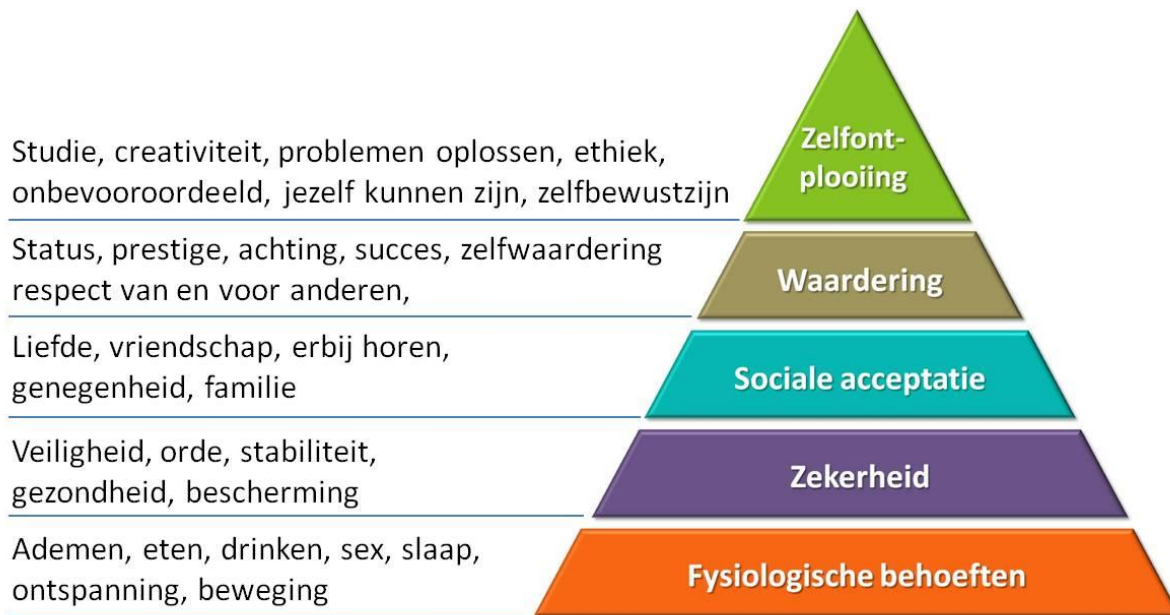 Studie, creativiteit, problemen oplossen, ethiek,
onbevooroordeeld, jezelf kunnen zijn, zelfbewustzijn
Zelfont-
plooiing
Status, prestige, achting, succes, zelfwaardering
respect van en voor anderen,
Waardering
Liefde, vriendschap, erbij horen,
genegenheid, familie
Sociale acceptatie
Veiligheid, orde, stabiliteit,
gezondheid, bescherming
Zekerheid
Ademen, eten, drinken, sex, slaap,
ontspanning, beweging
Fysiologische behoeften